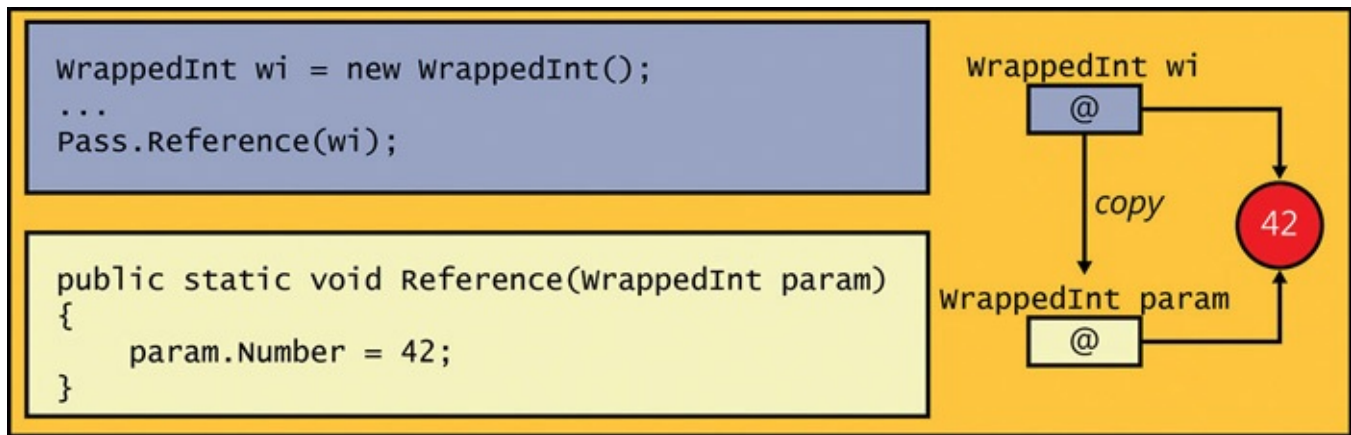 WrappedInt wi = new WrappedInt();
...
Pass.Reference(wi);
public static void Reference(WrappedInt param)
{
    param.Number = 42;
}
WrappedInt wi
@
copy
42
WrappedInt param
@